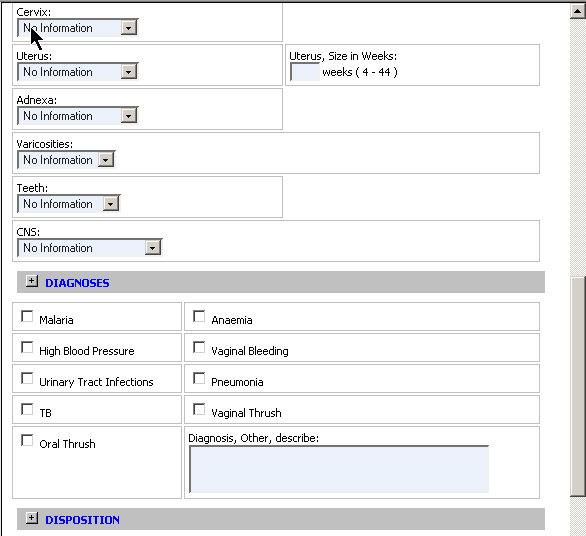 Cervix:
No Information
Uterus:
No Information
Uterus, Size in Weeks:
weeks ( 4 - 44 )
Adnexa:
No Information
Varicosities:
No Information
Teeth:
No Information
CNS:
No Information
DIAGNOSES
Malaria
Anaemia
High Blood Pressure
Vaginal Bleeding
Urinary Tract Infections
Pneumonia
TB
Vaginal Thrush
Oral Thrush
Diagnosis, Other, describe:
DISPOSITION